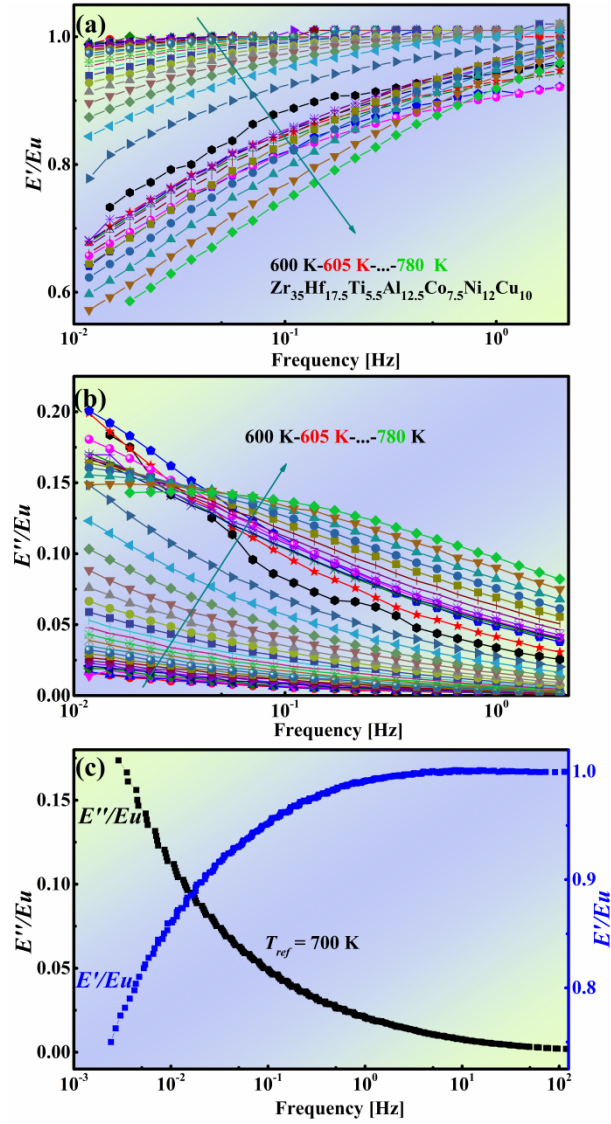 (a)
1.0
0.8
0.6
E'/Eu
600 K-605 K-...-780 K
Zr35Hf17.5Ti5.5Al12.5Co7.5Ni12Cu10
10-2 10-1 100
Frequency [Hz]
(b)
0.20
0.15
0.10
0.05
0.00
E''/Eu
600 K-605 K-...-780 K
10-2 10-1 100
Frequency [Hz]
(c)
0.15
0.10
0.05
0.00
E''/Eu
E''/Eu
E'/Eu
Tref = 700 K
1.0
0.9
0.8
E'/Eu
10-3 10-2 10-1 100 101 102
Frequency [Hz]